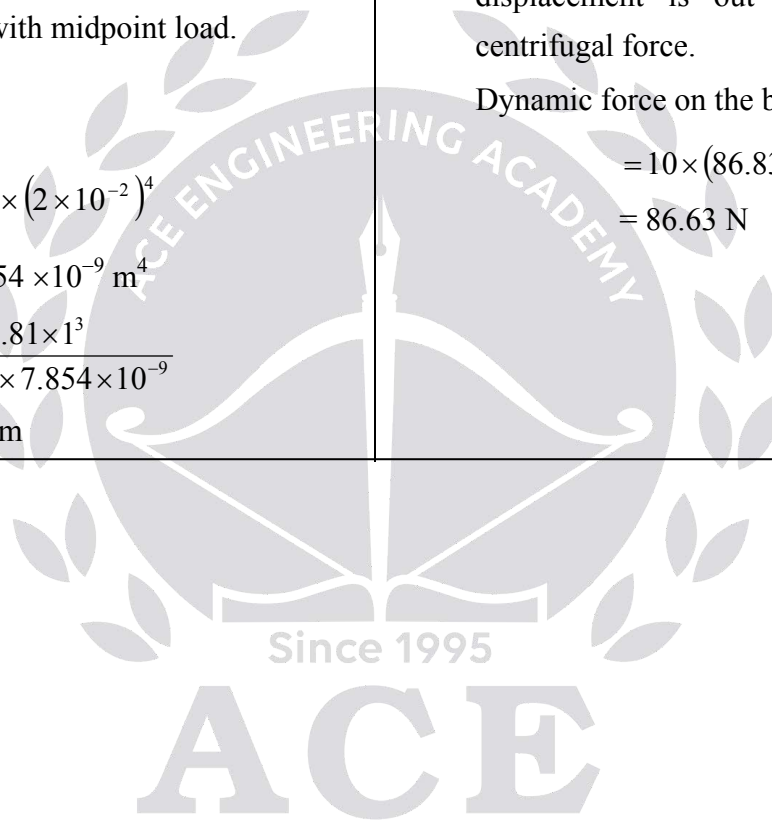 with midpoint load.
× (2 × 10⁻²)⁴
54 × 10⁻⁹ m⁴
.81 × 1³
× 7.854 × 10⁻⁹
m
displacement is out
centrifugal force.
Dynamic force on the b
= 10 × (86.83
= 86.63 N
ACE ENGINEERING ACADEMY
Since 1995
ACE